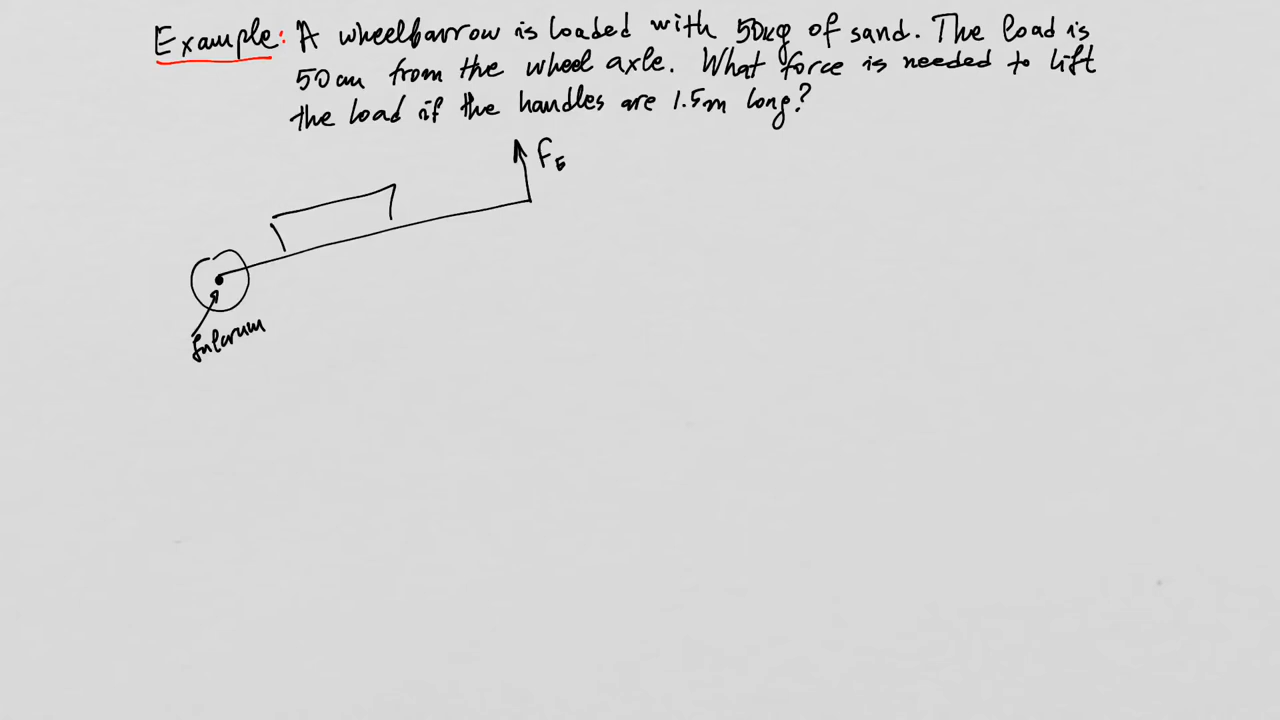 Example: A wheelbarrow is loaded with 50kg of sand. The load is
50cm from the wheel axle. What force is needed to lift
the load if the handles are 1.5m long?
F_E
fulcrum